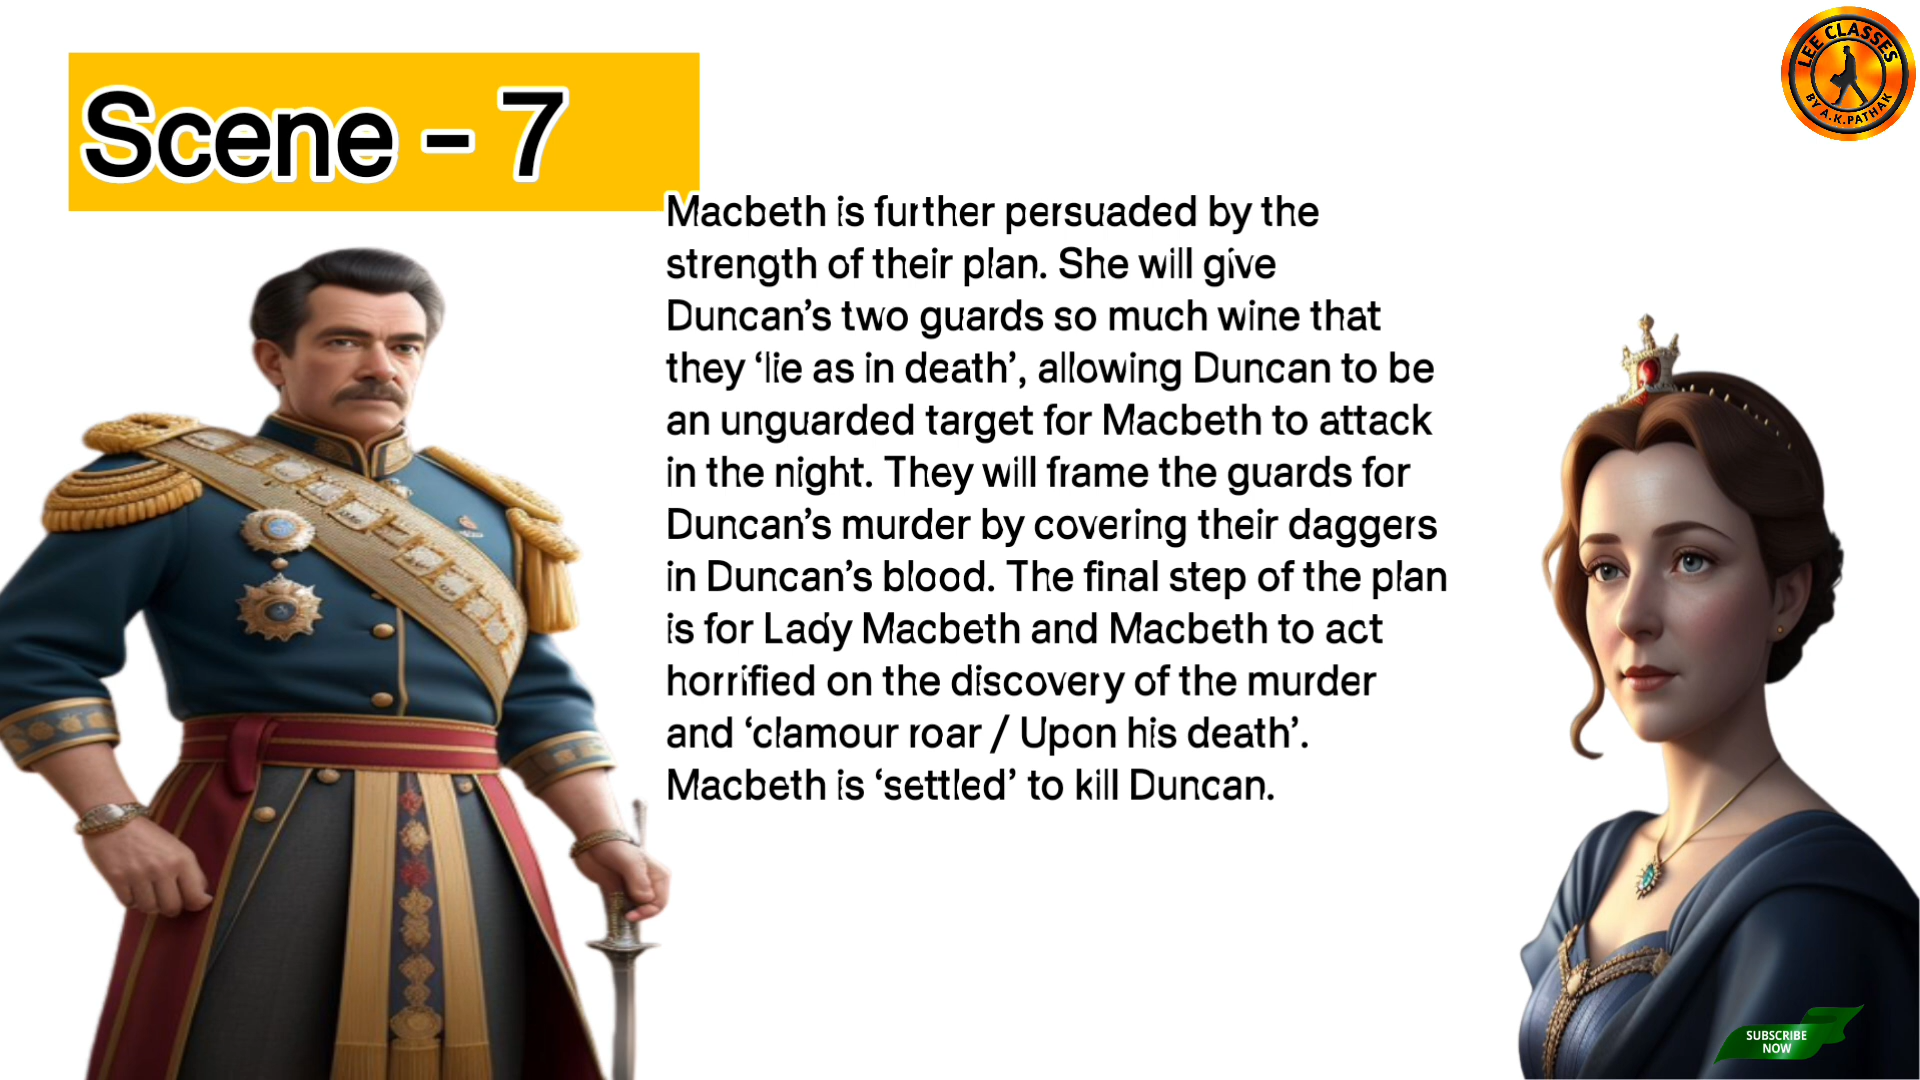 LEE CLASSES
BY A.K.PATHAK
Scene - 7
Macbeth is further persuaded by the
strength of their plan. She will give
Duncan’s two guards so much wine that
they ‘lie as in death’, allowing Duncan to be
an unguarded target for Macbeth to attack
in the night. They will frame the guards for
Duncan’s murder by covering their daggers
in Duncan’s blood. The final step of the plan
is for Lady Macbeth and Macbeth to act
horrified on the discovery of the murder
and ‘clamour roar / Upon his death’.
Macbeth is ‘settled’ to kill Duncan.
SUBSCRIBE
NOW